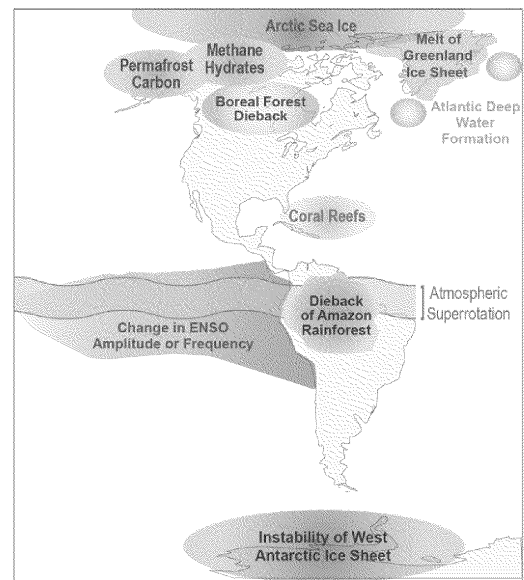 Arctic Sea Ice
Methane
Hydrates
Melt of
Greenland
Ice Sheet
Permafrost
Carbon
Boreal Forest
Dieback
Atlantic Deep
Water
Formation
Coral Reefs
Atmospheric
Superrotation
Dieback
of Amazon
Rainforest
Change in ENSO
Amplitude or Frequency
Instability of West
Antarctic Ice Sheet